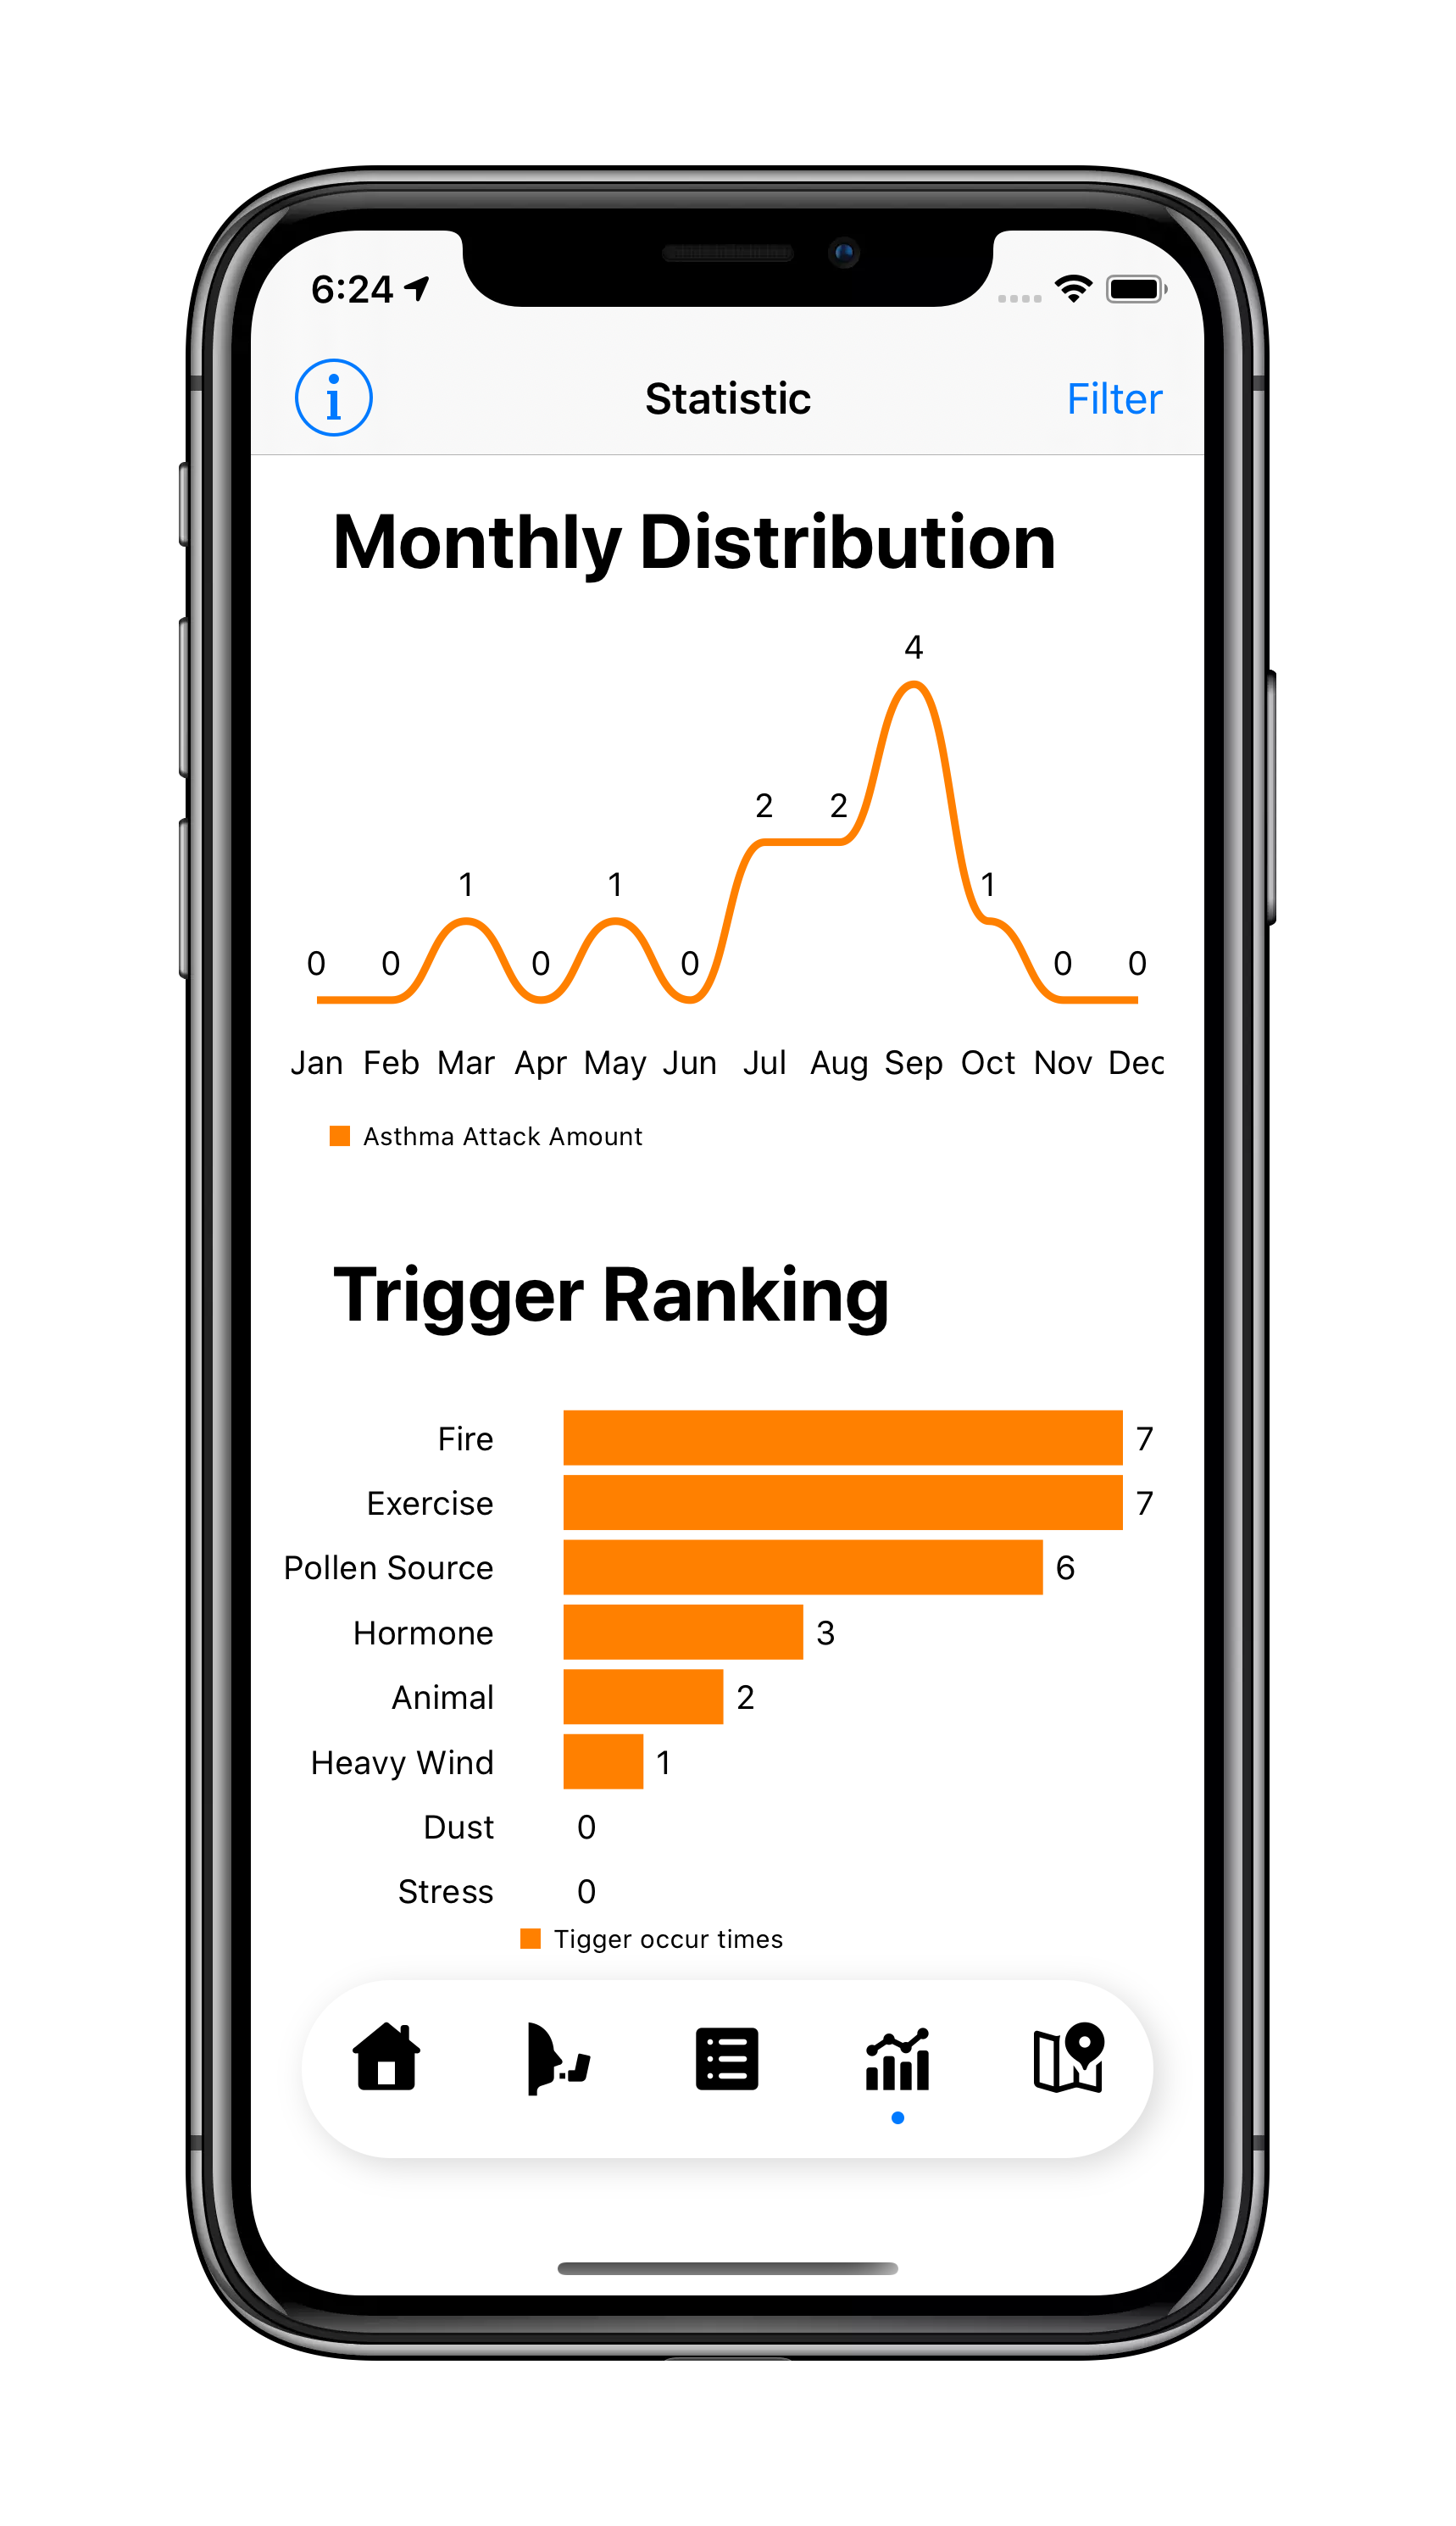 6:24
i Statistic Filter
Monthly Distribution
4
2 2
1 1 1
0 0 0 0 0 0
Jan Feb Mar Apr May Jun Jul Aug Sep Oct Nov Dec
Asthma Attack Amount
Trigger Ranking
Fire 7
Exercise 7
Pollen Source 6
Hormone 3
Animal 2
Heavy Wind 1
Dust 0
Stress 0
Tigger occur times